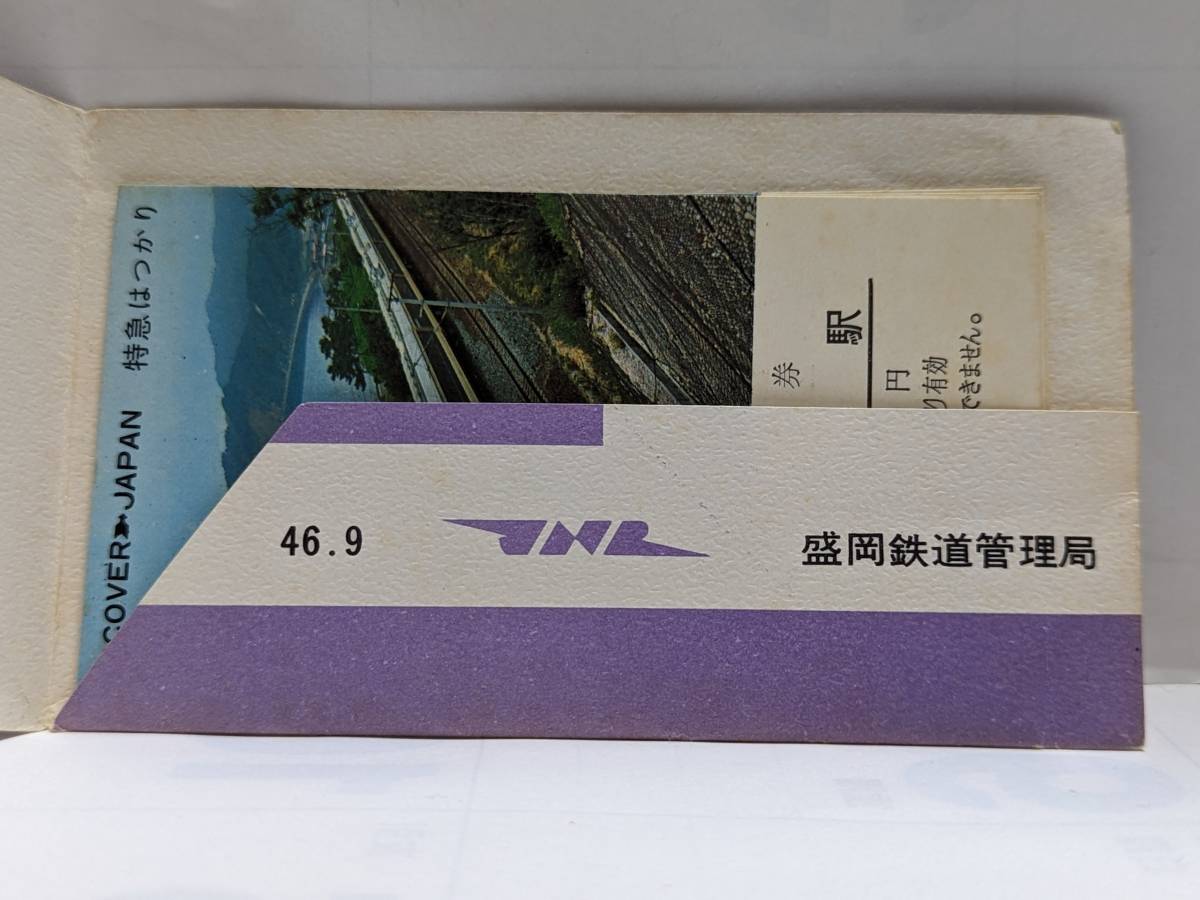 COVER JAPAN 特急はつかり
券
駅
円
り有効
できません。
46.9 JNR 盛岡鉄道管理局